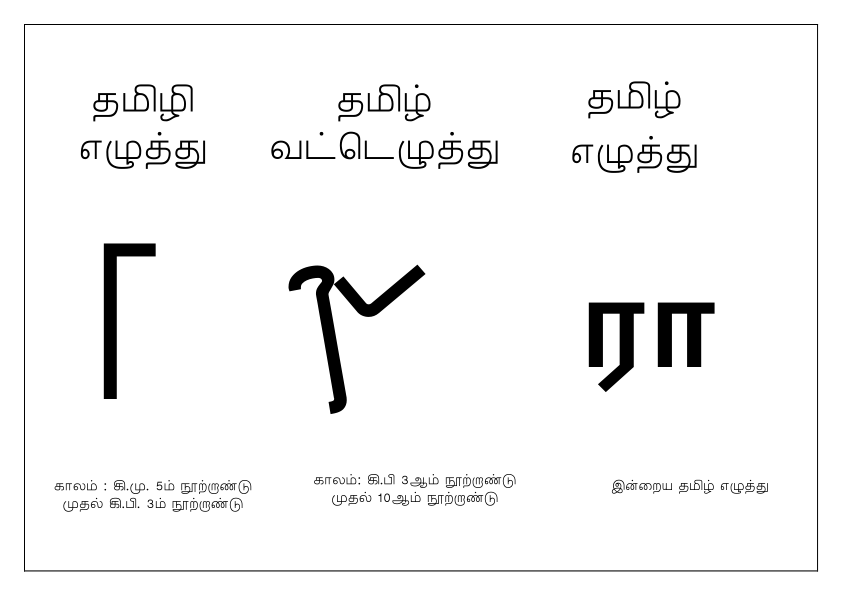 தமிழி
எழுத்து
தமிழ்
வட்டெழுத்து
தமிழ்
எழுத்து
ரா
காலம் : கி.மு. 5ம் நூற்றாண்டு
முதல் கி.பி. 3ம் நூற்றாண்டு
காலம்: கி.பி 3ஆம் நூற்றாண்டு
முதல் 10ஆம் நூற்றாண்டு
இன்றைய தமிழ் எழுத்து